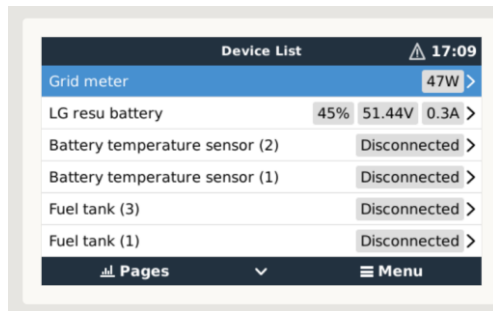 Device List 17:09
Grid meter 47W
LG resu battery 45% 51.44V 0.3A
Battery temperature sensor (2) Disconnected
Battery temperature sensor (1) Disconnected
Fuel tank (3) Disconnected
Fuel tank (1) Disconnected
Pages Menu